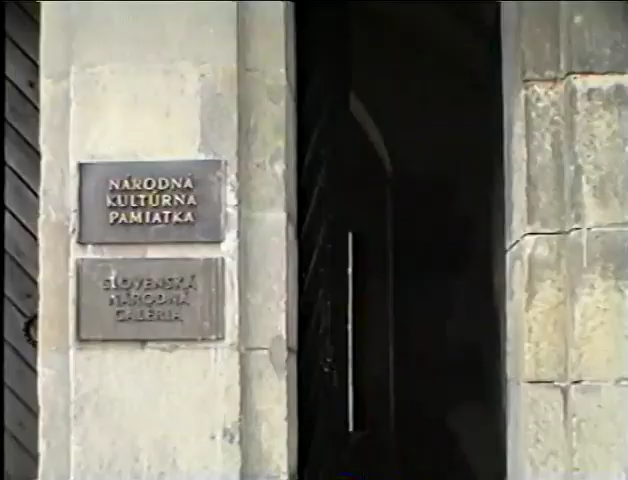 NÁRODNÁ
KULTÚRNA
PAMIATKA
SLOVENSKÁ
NÁRODNÁ
GALÉRIA